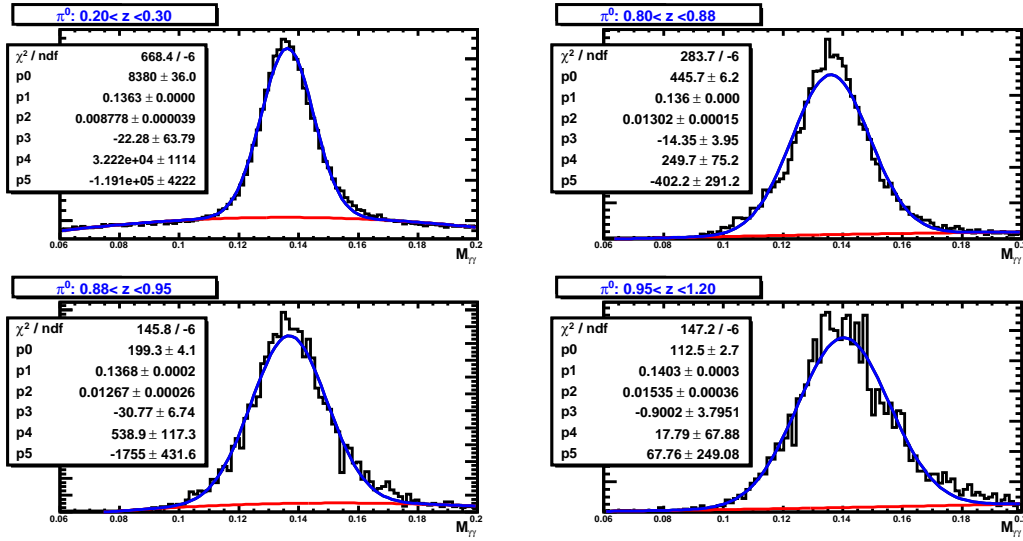 π⁰: 0.20< z <0.30
χ² / ndf 668.4 / -6
p0 8380 ± 36.0
p1 0.1363 ± 0.0000
p2 0.008778 ± 0.000039
p3 -22.28 ± 63.79
p4 3.222e+04 ± 1114
p5 -1.191e+05 ± 4222
0.06 0.08 0.1 0.12 0.14 0.16 0.18 0.2
Mγγ
π⁰: 0.80< z <0.88
χ² / ndf 283.7 / -6
p0 445.7 ± 6.2
p1 0.136 ± 0.000
p2 0.01302 ± 0.00015
p3 -14.35 ± 3.95
p4 249.7 ± 75.2
p5 -402.2 ± 291.2
0.06 0.08 0.1 0.12 0.14 0.16 0.18
Mγγ
π⁰: 0.88< z <0.95
χ² / ndf 145.8 / -6
p0 199.3 ± 4.1
p1 0.1368 ± 0.0002
p2 0.01267 ± 0.00026
p3 -30.77 ± 6.74
p4 538.9 ± 117.3
p5 -1755 ± 431.6
0.06 0.08 0.1 0.12 0.14 0.16 0.18 0.2
Mγγ
π⁰: 0.95< z <1.20
χ² / ndf 147.2 / -6
p0 112.5 ± 2.7
p1 0.1403 ± 0.0003
p2 0.01535 ± 0.00036
p3 -0.9002 ± 3.7951
p4 17.79 ± 67.88
p5 67.76 ± 249.08
0.06 0.08 0.1 0.12 0.14 0.16 0.18
Mγγ